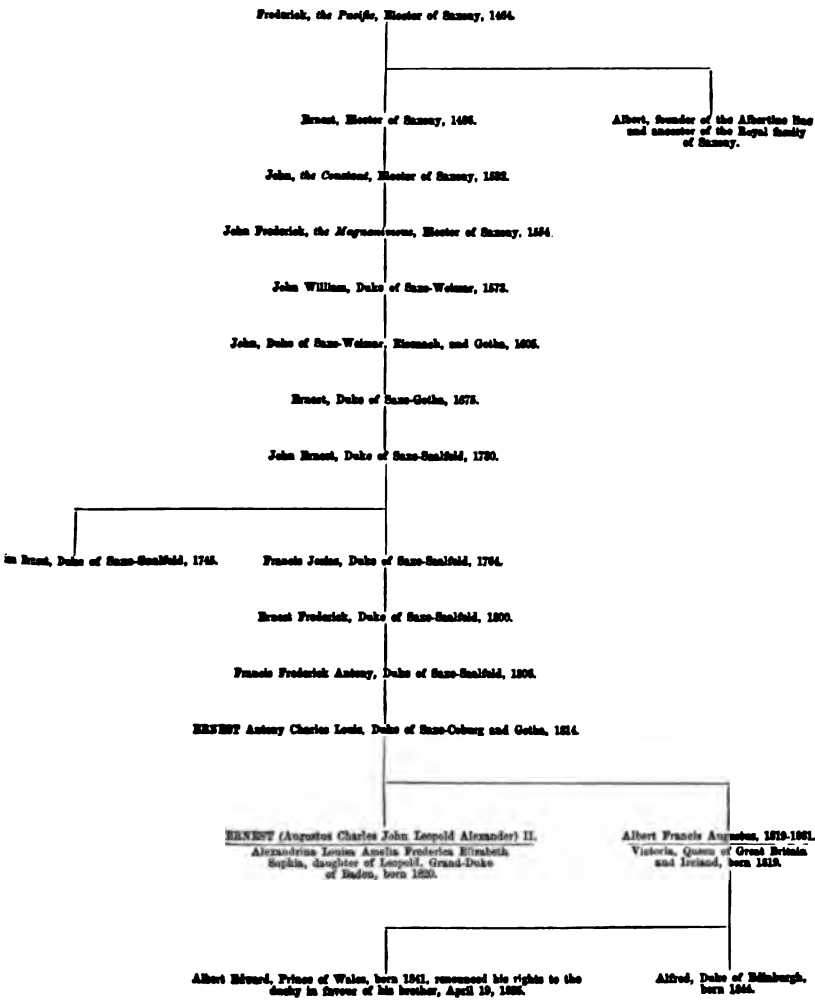 Frederick, the Pacific, Elector of Saxony, 1464.
Ernest, Elector of Saxony, 1486.
Albert, founder of the Albertine line
and ancestor of the Royal family
of Saxony.
John, the Constant, Elector of Saxony, 1532.
John Frederick, the Magnanimous, Elector of Saxony, 1554.
John William, Duke of Saxe-Weimar, 1573.
John, Duke of Saxe-Weimar, Eisenach, and Gotha, 1605.
Ernest, Duke of Saxe-Gotha, 1675.
John Ernest, Duke of Saxe-Saalfeld, 1730.
Ernest, Duke of Saxe-Saalfeld, 1745.
Francis Josias, Duke of Saxe-Saalfeld, 1764.
Ernest Frederick, Duke of Saxe-Saalfeld, 1800.
Francis Frederick Antony, Duke of Saxe-Saalfeld, 1806.
ERNEST Antony Charles Louis, Duke of Saxe-Coburg and Gotha, 1814.
ERNEST (Augustus Charles John Leopold Alexander) II.
Alexandrina Louisa Amelia Frederica Elizabeth
Sophia, daughter of Leopold, Grand-Duke
of Baden, born 1820.
Albert Francis Augustus, 1819-1861.
Victoria, Queen of Great Britain
and Ireland, born 1819.
Albert Edward, Prince of Wales, born 1841, renounced his rights to the
duchy in favour of his brother, April 19,
Alfred, Duke of Edinburgh,
born 1844.